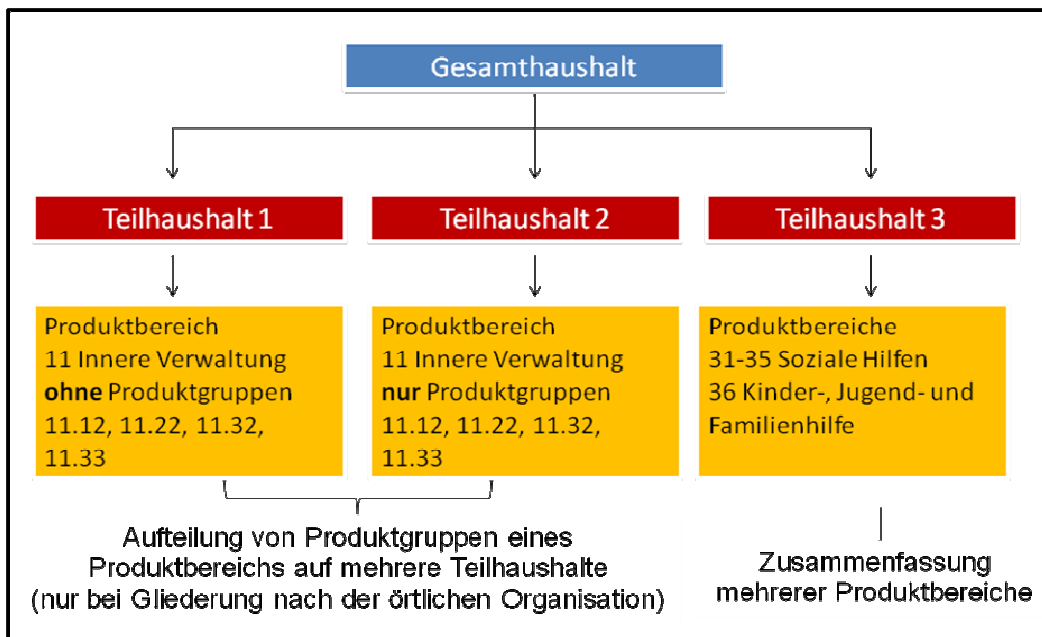 Gesamthaushalt
Teilhaushalt 1
Teilhaushalt 2
Teilhaushalt 3
Produktbereich
11 Innere Verwaltung
ohne Produktgruppen
11.12, 11.22, 11.32,
11.33
Produktbereich
11 Innere Verwaltung
nur Produktgruppen
11.12, 11.22, 11.32,
11.33
Produktbereiche
31-35 Soziale Hilfen
36 Kinder-, Jugend- und
Familienhilfe
Aufteilung von Produktgruppen eines
Produktbereichs auf mehrere Teilhaushalte
(nur bei Gliederung nach der örtlichen Organisation)
Zusammenfassung
mehrerer Produktbereiche